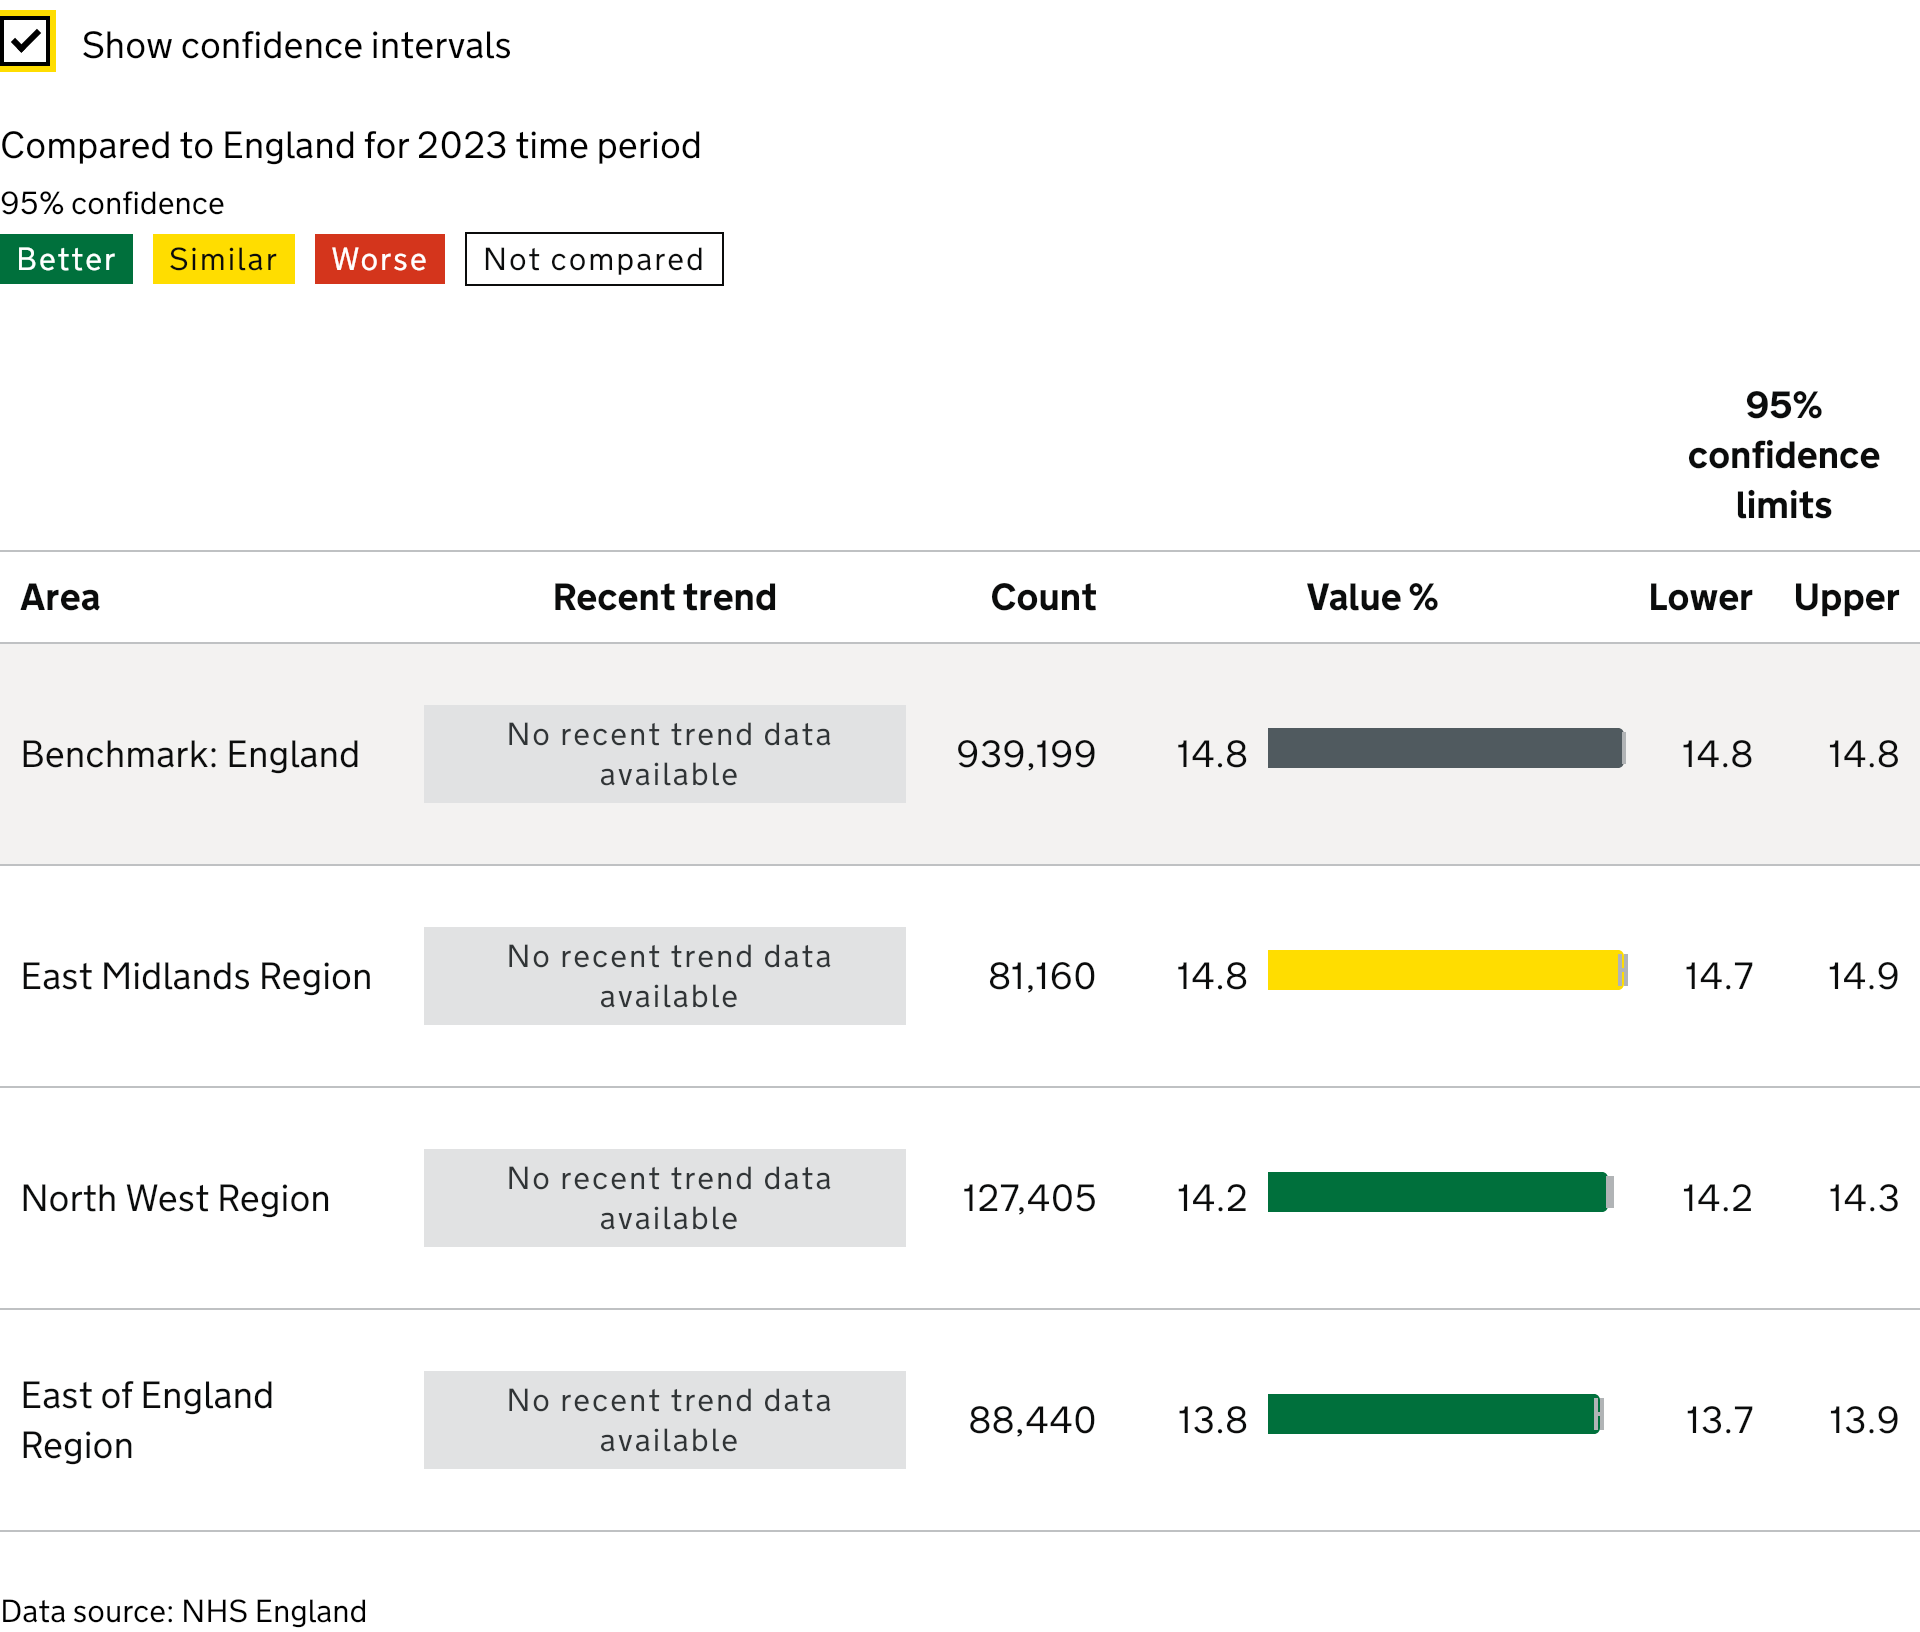 Show confidence intervals
Compared to England for 2023 time period
95% confidence
Better Similar Worse Not compared
95%
confidence
limits
Area Recent trend Count Value % Lower Upper
Benchmark: England No recent trend data available 939,199 14.8 14.8 14.8
East Midlands Region No recent trend data available 81,160 14.8 14.7 14.9
North West Region No recent trend data available 127,405 14.2 14.2 14.3
East of England Region No recent trend data available 88,440 13.8 13.7 13.9
Data source: NHS England